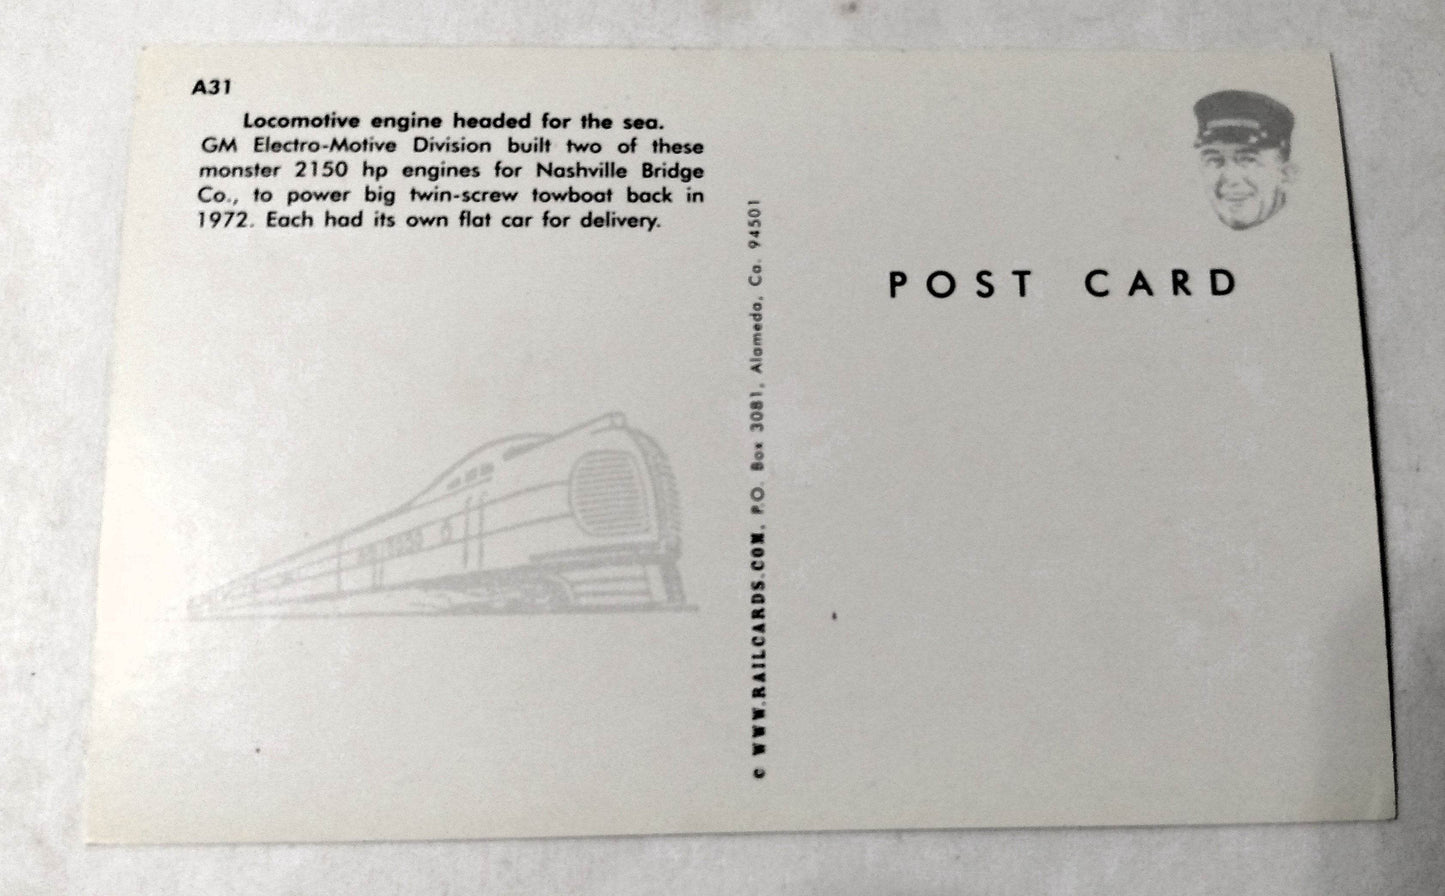 A31
Locomotive engine headed for the sea.
GM Electro-Motive Division built two of these
monster 2150 hp engines for Nashville Bridge
Co., to power big twin-screw towboat back in
1972. Each had its own flat car for delivery.
© WWW.RAILCARDS.COM, P.O. Box 3081, Alameda, Ca. 94501
POST CARD